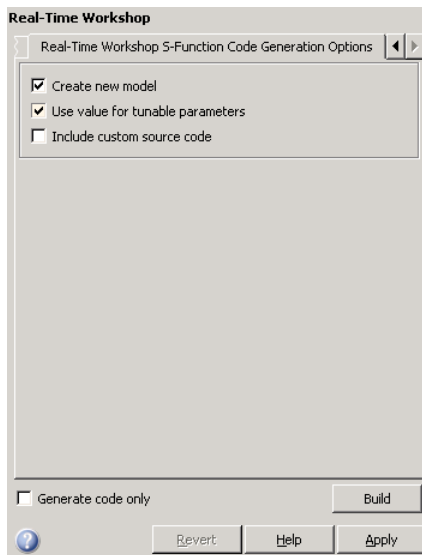 Real-Time Workshop
Real-Time Workshop S-Function Code Generation Options
Create new model
Use value for tunable parameters
Include custom source code
Generate code only
Build
Revert
Help
Apply